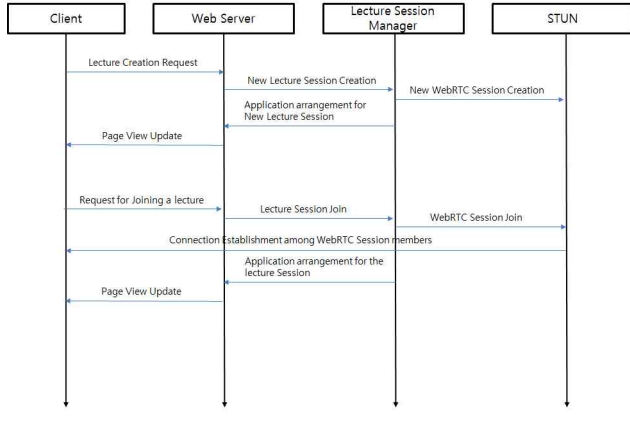 Client
Web Server
Lecture Session
Manager
STUN
Lecture Creation Request
New Lecture Session Creation
New WebRTC Session Creation
Application arrangement for
New Lecture Session
Page View Update
Request for Joining a lecture
Lecture Session Join
WebRTC Session Join
Connection Establishment among WebRTC Session members
Application arrangement for the
lecture Session
Page View Update